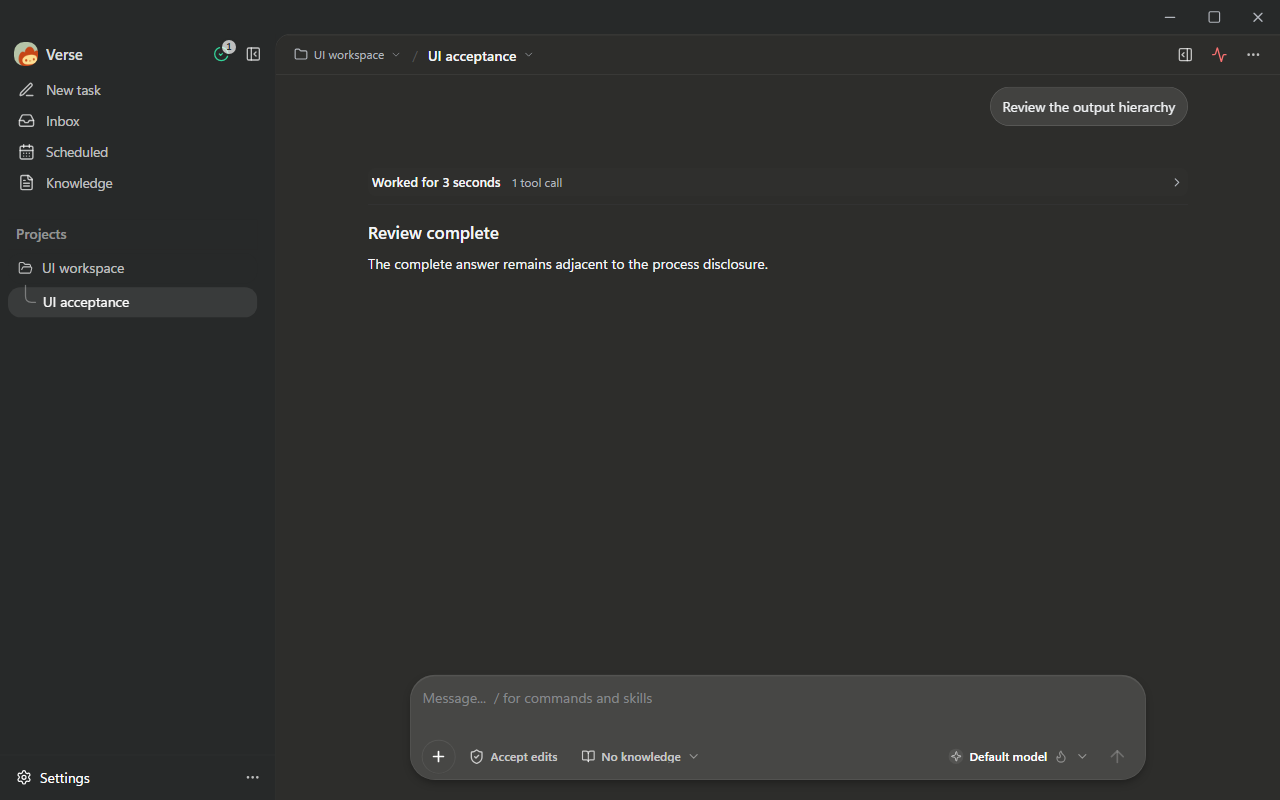 Verse
1
New task
Inbox
Scheduled
Knowledge
Projects
UI workspace
UI acceptance
Settings
UI workspace / UI acceptance
Review the output hierarchy
Worked for 3 seconds 1 tool call
Review complete
The complete answer remains adjacent to the process disclosure.
Message... / for commands and skills
Accept edits No knowledge Default model